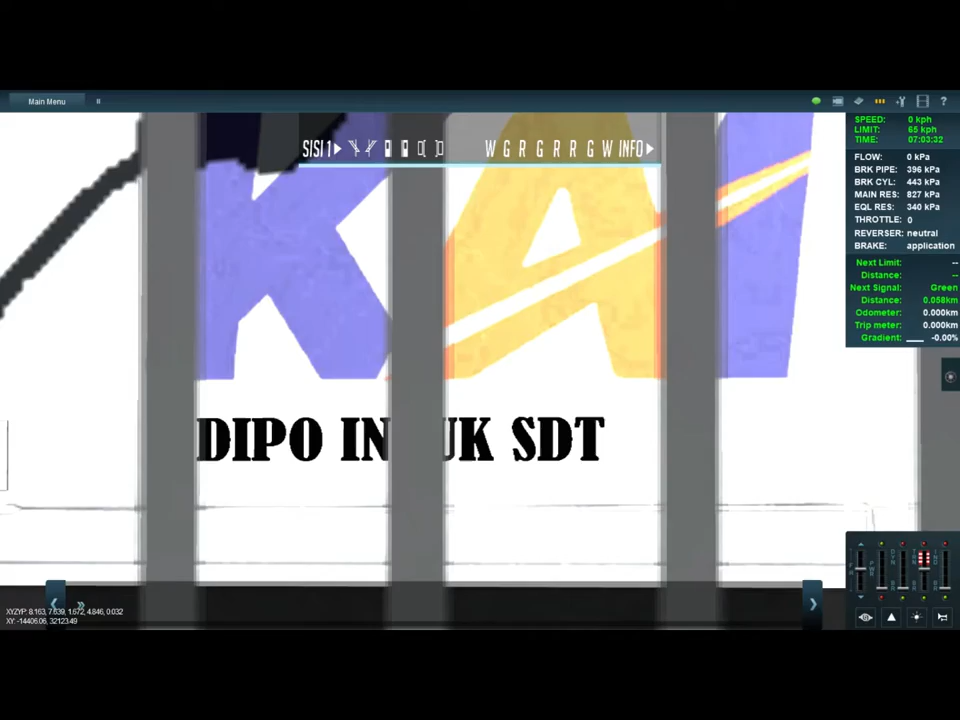 Main Menu
SPEED: 0 kph
LIMIT: 65 kph
TIME: 07:03:32
SISI 1 W G R G R R G W INFO
FLOW: 0 kPa
BRK PIPE: 396 kPa
BRK CYL: 443 kPa
MAIN RES: 827 kPa
EQL RES: 340 kPa
THROTTLE: 0
REVERSER: neutral
BRAKE: application
Next Limit: --
Distance: --
Next Signal: Green
Distance: 0.058km
Odometer: 0.000km
Trip meter: 0.000km
Gradient: -0.00%
KAI
DIPO IN UK SDT
XYZYP: 8.163, 7.639, 1.672, 4.846, 0.032
XY: -14406.06, 32123.49